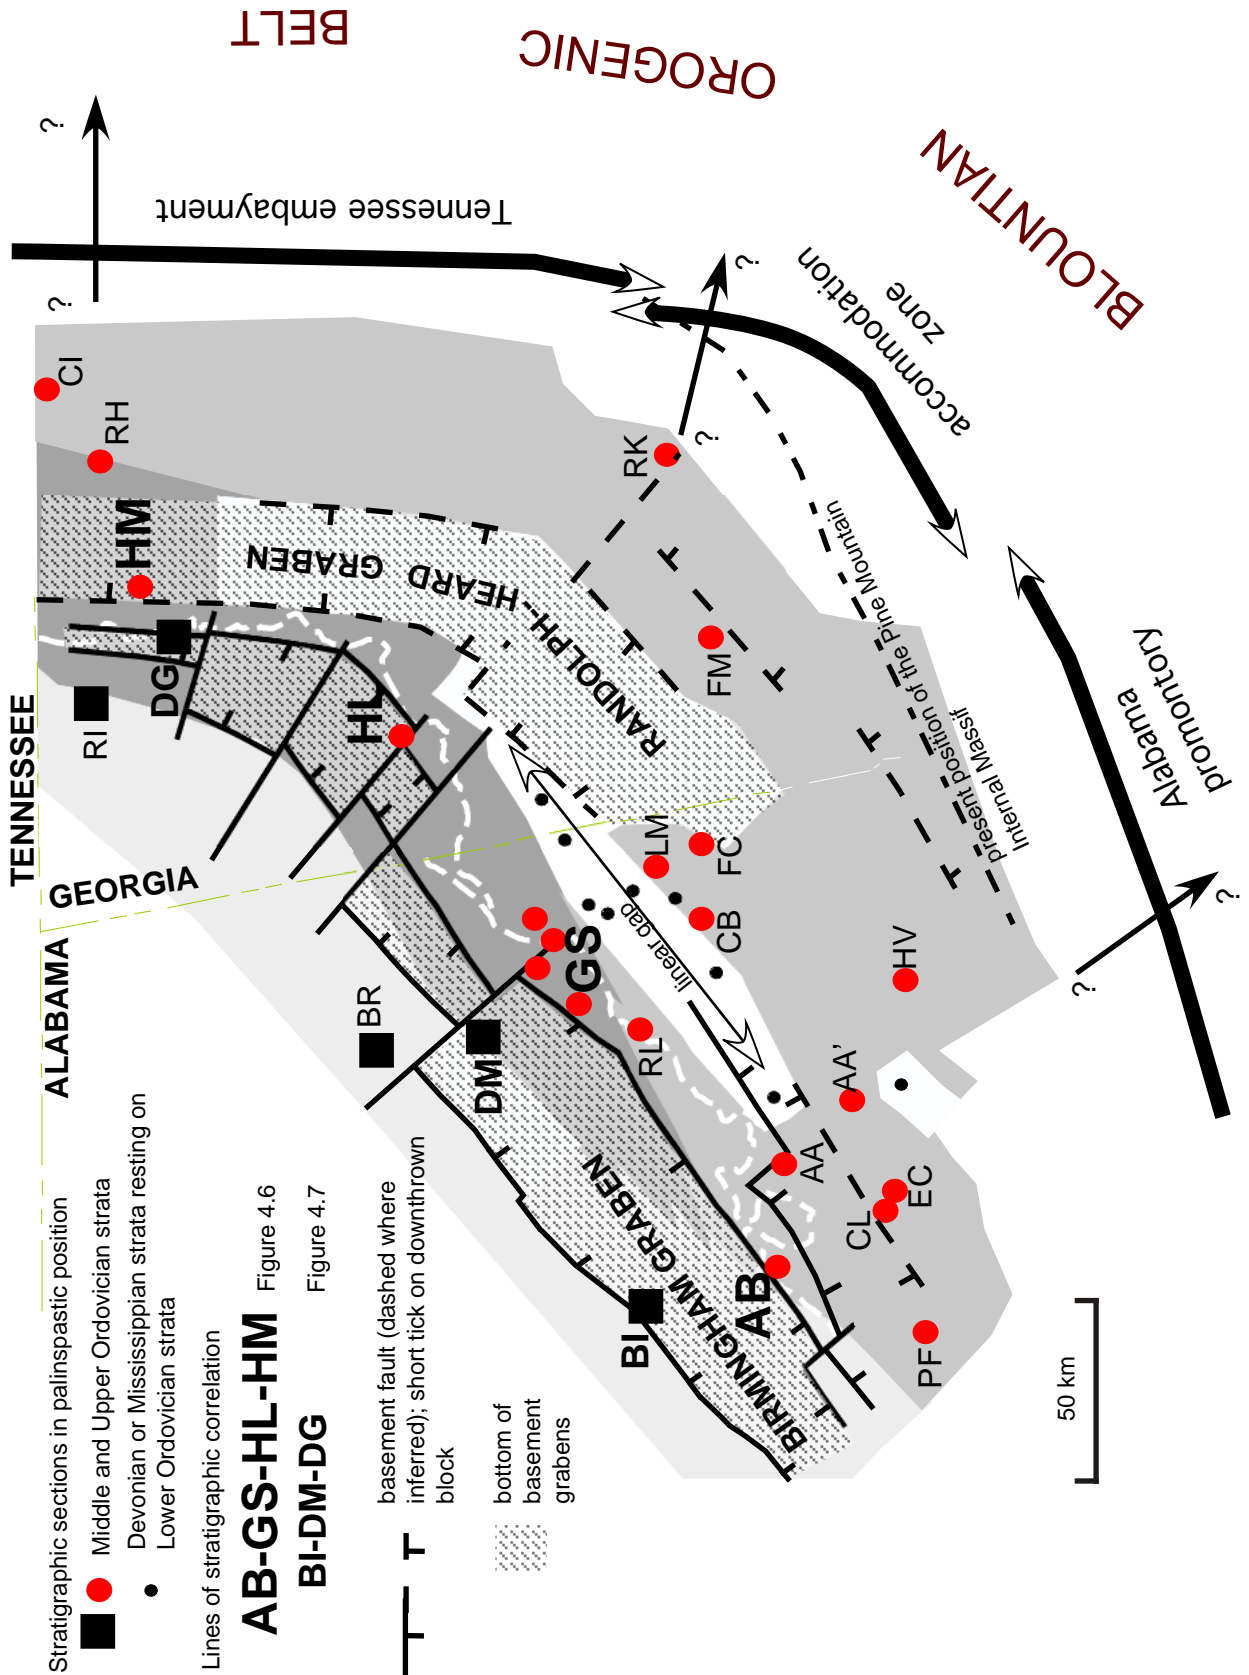 BELT
OROGENIC
BLOUNTIAN
?
?
Tennessee embayment
?
?
accommodation
zone
Alabama
promontory
?
?
present position of the Pine Mountain
Internal Massif
TENNESSEE
GEORGIA
ALABAMA
CI
RH
HM
RI
DG
HL
RK
FM
RANDOLPH-HEARD GRABEN
LM
FC
CB
linear gap
GS
RL
BR
DM
HV
AA'
AA
EC
CL
PF
AB
BI
BIRMINGHAM GRABEN
50 km
Stratigraphic sections in palinspastic position
Middle and Upper Ordovician strata
Devonian or Mississippian strata resting on
Lower Ordovician strata
Lines of stratigraphic correlation
AB-GS-HL-HM Figure 4.6
BI-DM-DG Figure 4.7
basement fault (dashed where
inferred); short tick on downthrown
block
bottom of
basement
grabens